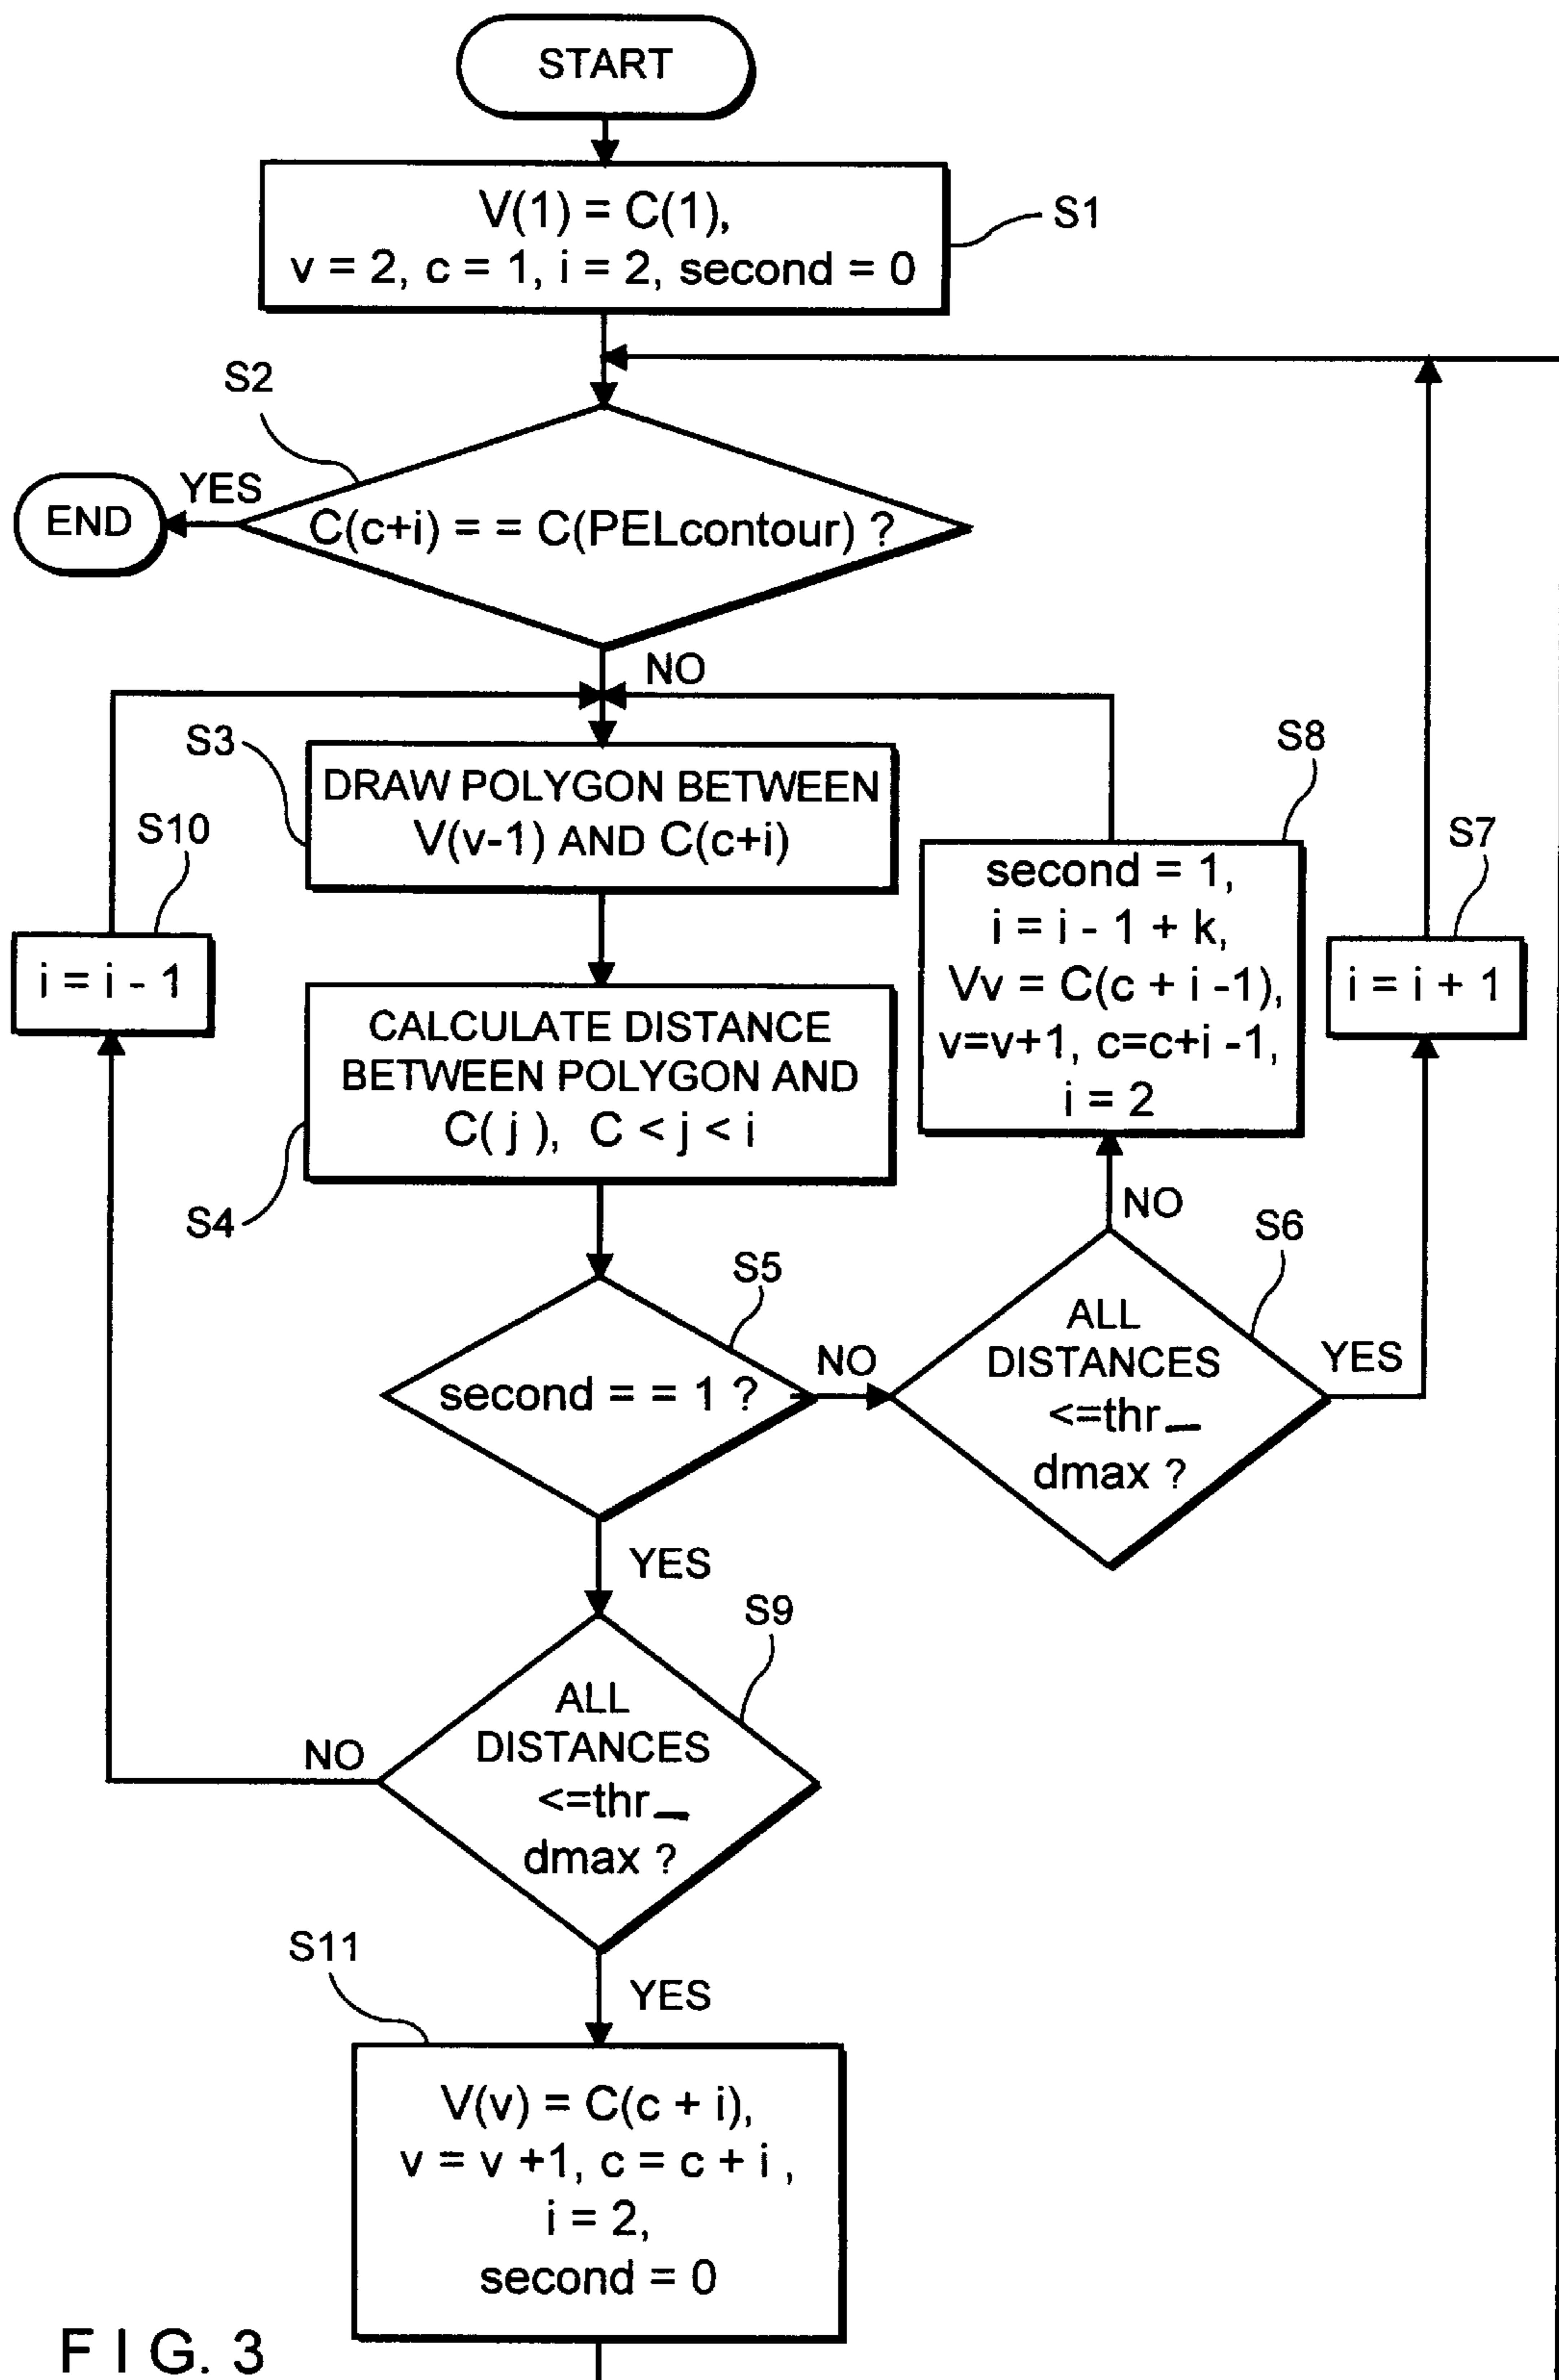 START
V(1) = C(1),
v = 2, c = 1, i = 2, second = 0
S1
S2
YES
END
C(c+i) = = C(PELcontour) ?
NO
S3
DRAW POLYGON BETWEEN
V(v-1) AND C(c+i)
S8
second = 1,
i = i - 1 + k,
Vv = C(c + i -1),
v=v+1, c=c+i -1,
i = 2
S7
i = i + 1
S10
i = i - 1
CALCULATE DISTANCE
BETWEEN POLYGON AND
C( j ), C < j < i
S4
NO
S6
S5
second = = 1 ?
NO
ALL
DISTANCES
<=thr_
dmax ?
YES
YES
S9
ALL
DISTANCES
<=thr_
dmax ?
NO
S11
YES
V(v) = C(c + i),
v = v +1, c = c + i ,
i = 2,
second = 0
F I G. 3